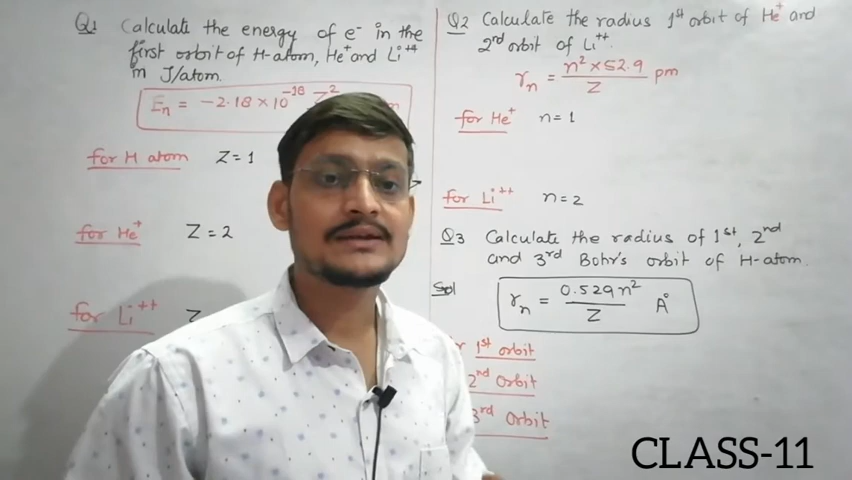 Q1 Calculate the energy of e⁻ in the
first orbit of H-atom, He⁺ and Li⁺⁺
in J/atom.
En = -2.18 × 10⁻¹⁸ Z²
for H atom Z = 1
for He⁺ Z = 2
for Li⁺⁺ Z
Q2 Calculate the radius 1st orbit of He⁺ and
2nd orbit of Li⁺⁺
rn = n² × 52.9 / Z pm
for He⁺ n = 1
for Li⁺⁺ n = 2
Q3 Calculate the radius of 1st, 2nd
and 3rd Bohr's orbit of H-atom.
Sol rn = 0.529 n² / Z A°
1st orbit
2nd Orbit
3rd Orbit
CLASS-11